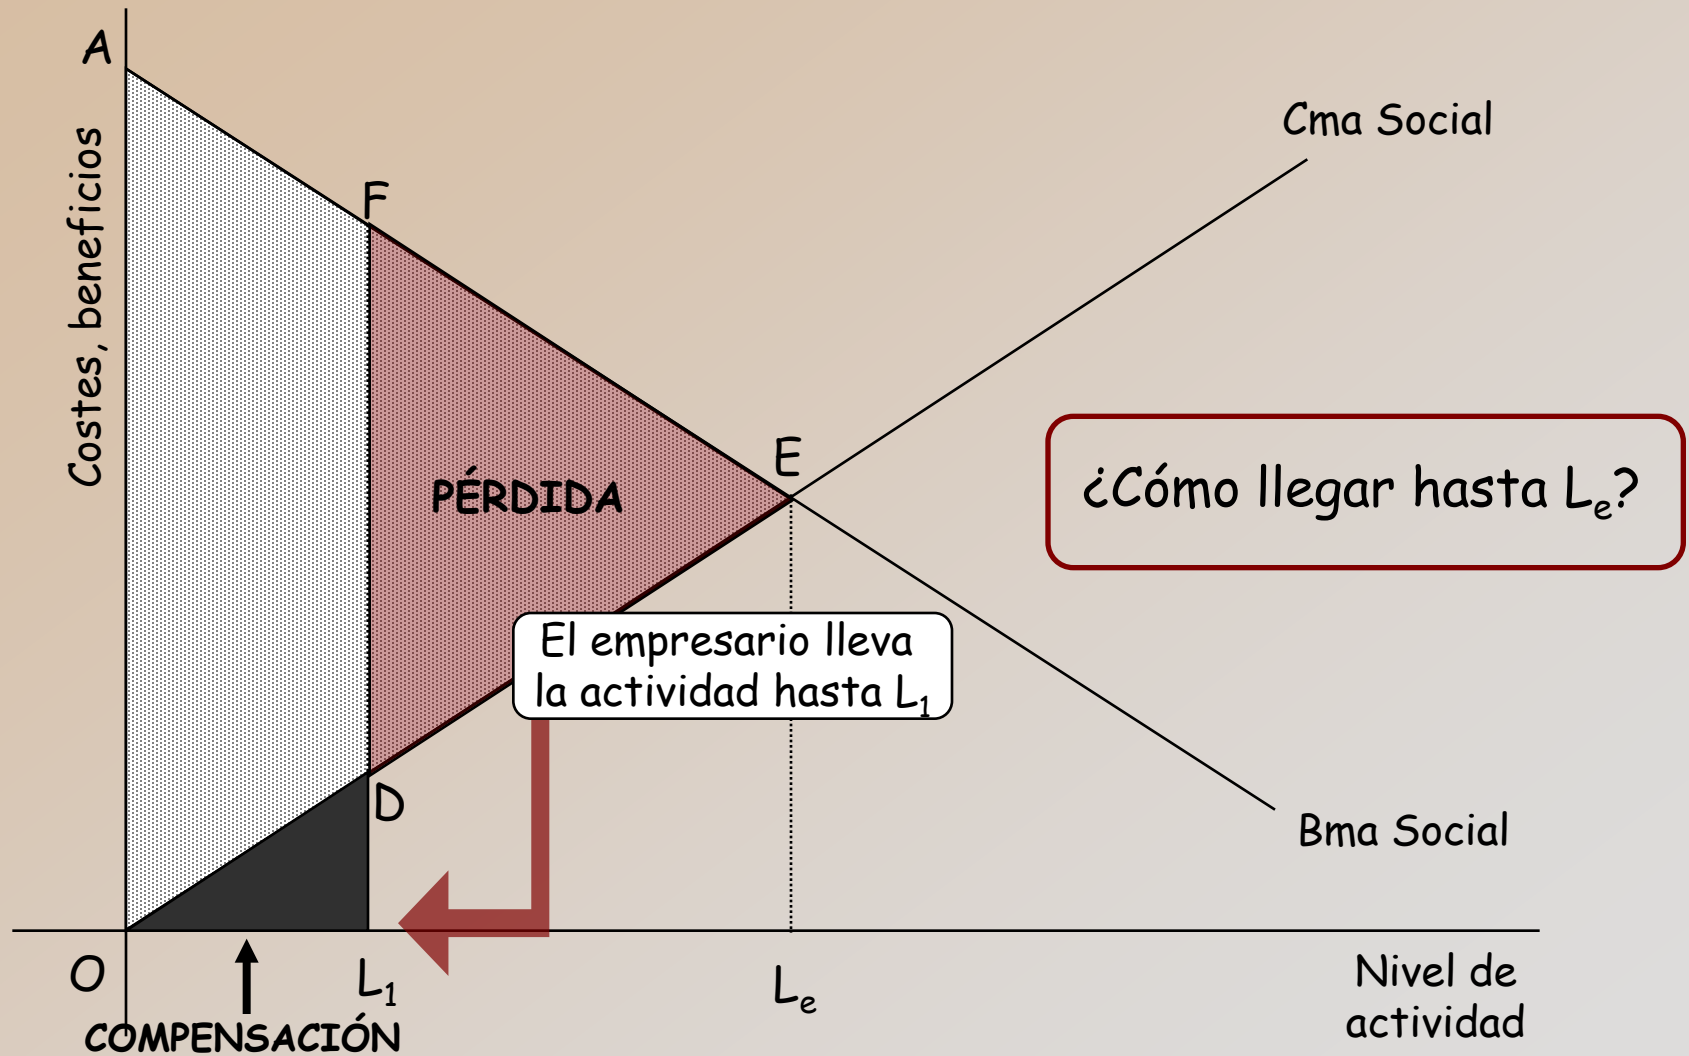 A
Costes, beneficios
F
Cma Social
E
PÉRDIDA
¿Cómo llegar hasta Lₑ?
El empresario lleva
la actividad hasta L₁
D
Bma Social
O
L₁
Lₑ
Nivel de
actividad
COMPENSACIÓN